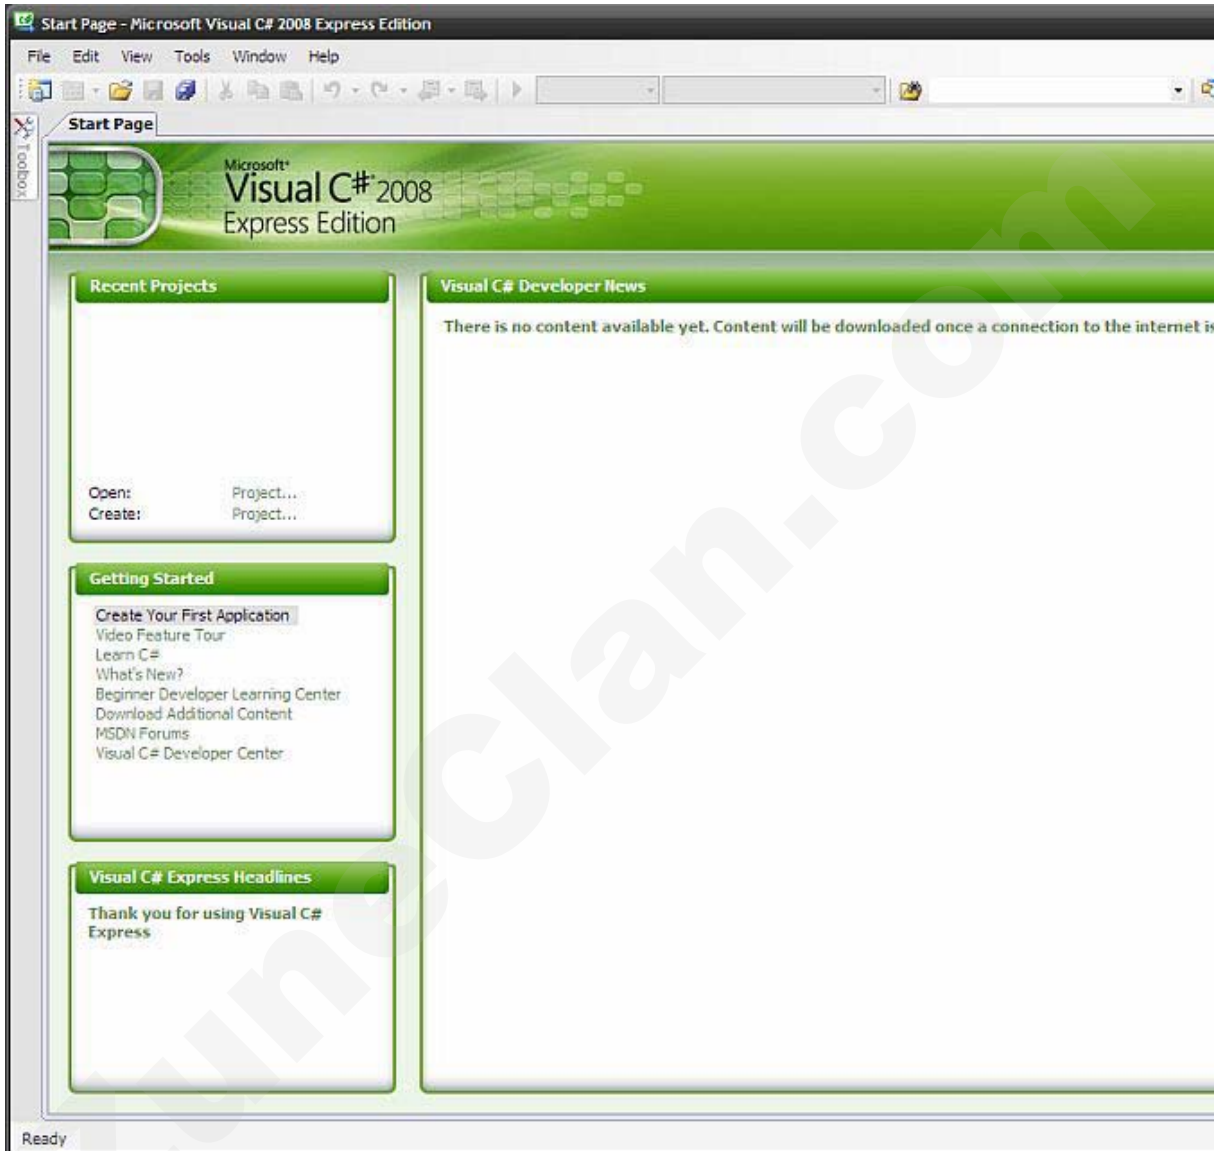 Start Page - Microsoft Visual C# 2008 Express Edition
File Edit View Tools Window Help
Start Page
Toolbox
Microsoft
Visual C# 2008
Express Edition
Recent Projects
Open: Project...
Create: Project...
Getting Started
Create Your First Application
Video Feature Tour
Learn C#
What's New?
Beginner Developer Learning Center
Download Additional Content
MSDN Forums
Visual C# Developer Center
Visual C# Express Headlines
Thank you for using Visual C#
Express
Visual C# Developer News
There is no content available yet. Content will be downloaded once a connection to the internet is
Ready
ZuneClan.com